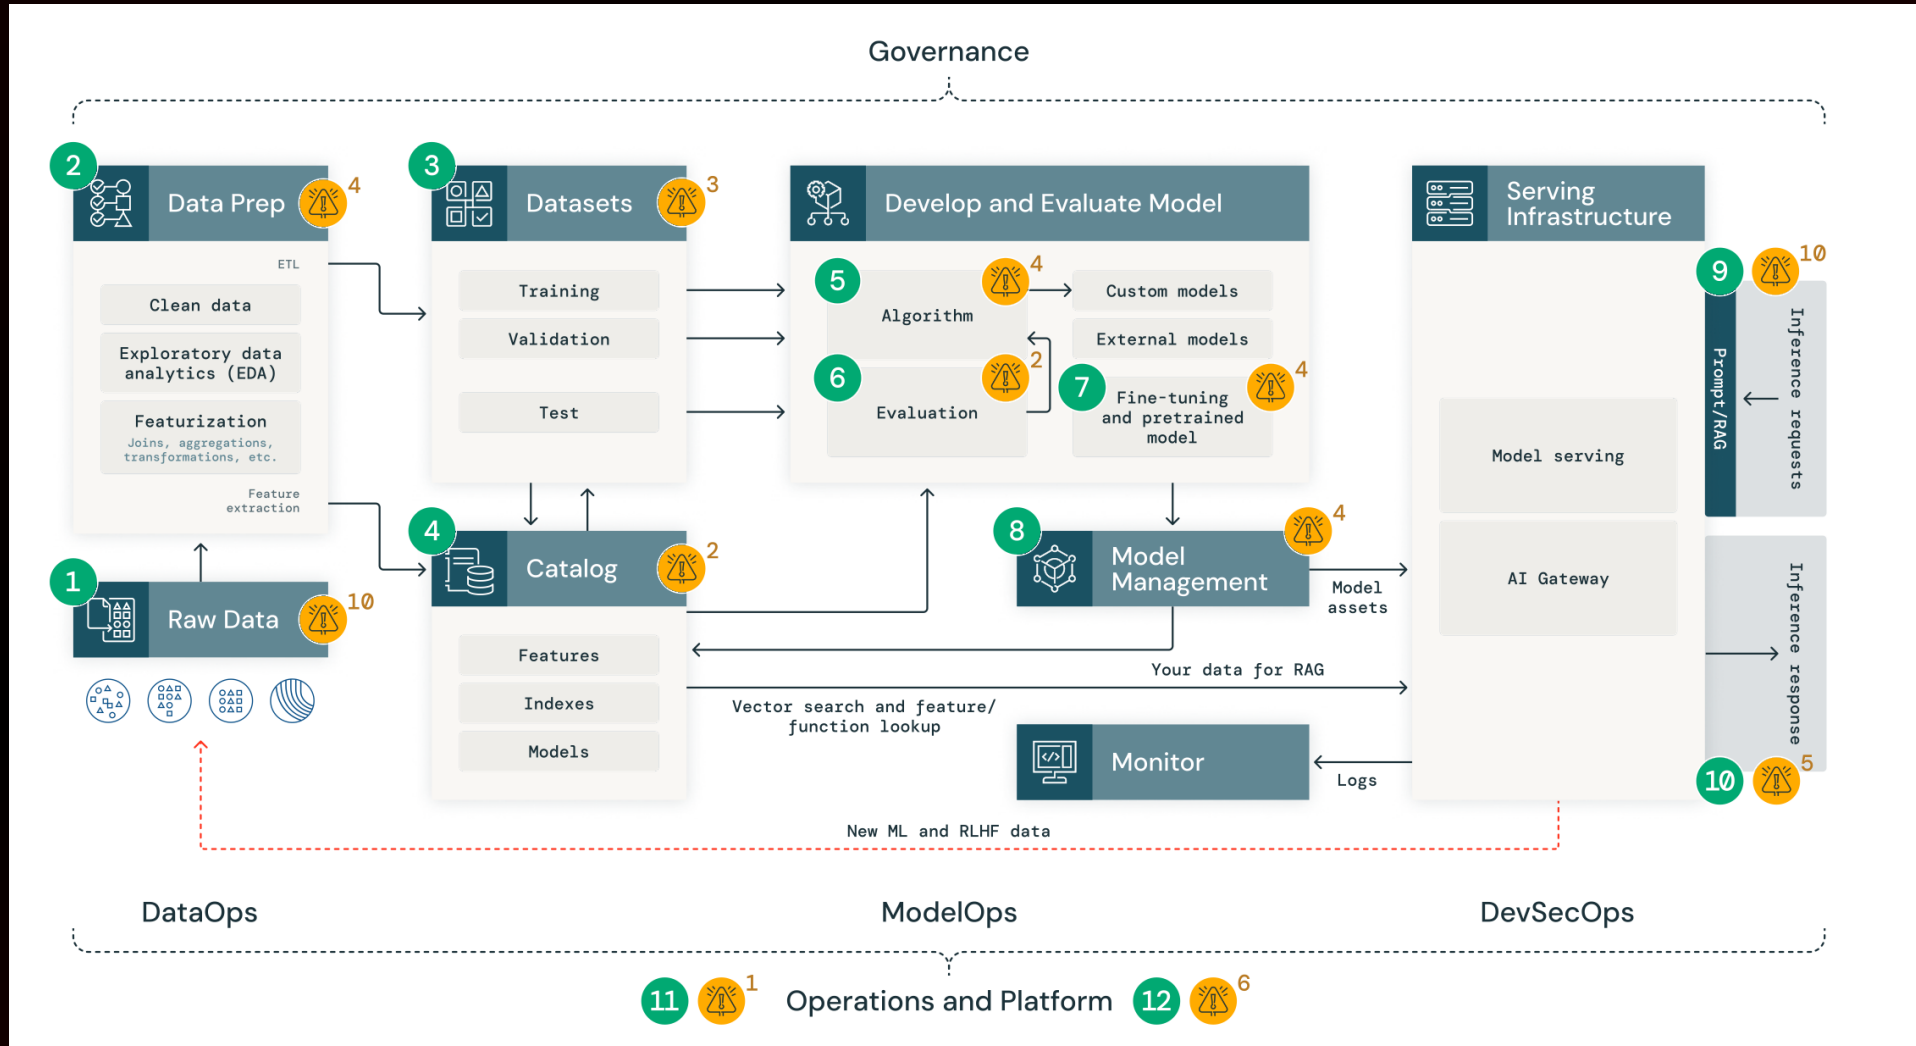 Governance
2
Data Prep
4
ETL
Clean data
Exploratory data
analytics (EDA)
Featurization
Joins, aggregations,
transformations, etc.
Feature
extraction
1
Raw Data
10
3
Datasets
3
Training
Validation
Test
4
Catalog
2
Features
Indexes
Models
Develop and Evaluate Model
5
4
Algorithm
6
2
Evaluation
Custom models
External models
7
4
Fine-tuning
and pretrained
model
8
Model
Management
4
Model
assets
Your data for RAG
Vector search and feature/
function lookup
Monitor
Logs
Serving
Infrastructure
Model serving
AI Gateway
9
10
Prompt/RAG
Inference requests
Inference response
10
5
New ML and RLHF data
DataOps
ModelOps
DevSecOps
11
1
Operations and Platform
12
6